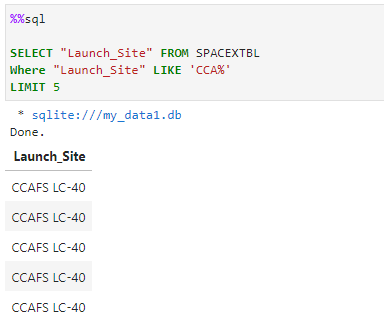 %%sql
SELECT "Launch_Site" FROM SPACEXTBL
Where "Launch_Site" LIKE 'CCA%'
LIMIT 5
* sqlite:///my_data1.db
Done.
Launch_Site
CCAFS LC-40
CCAFS LC-40
CCAFS LC-40
CCAFS LC-40
CCAFS LC-40